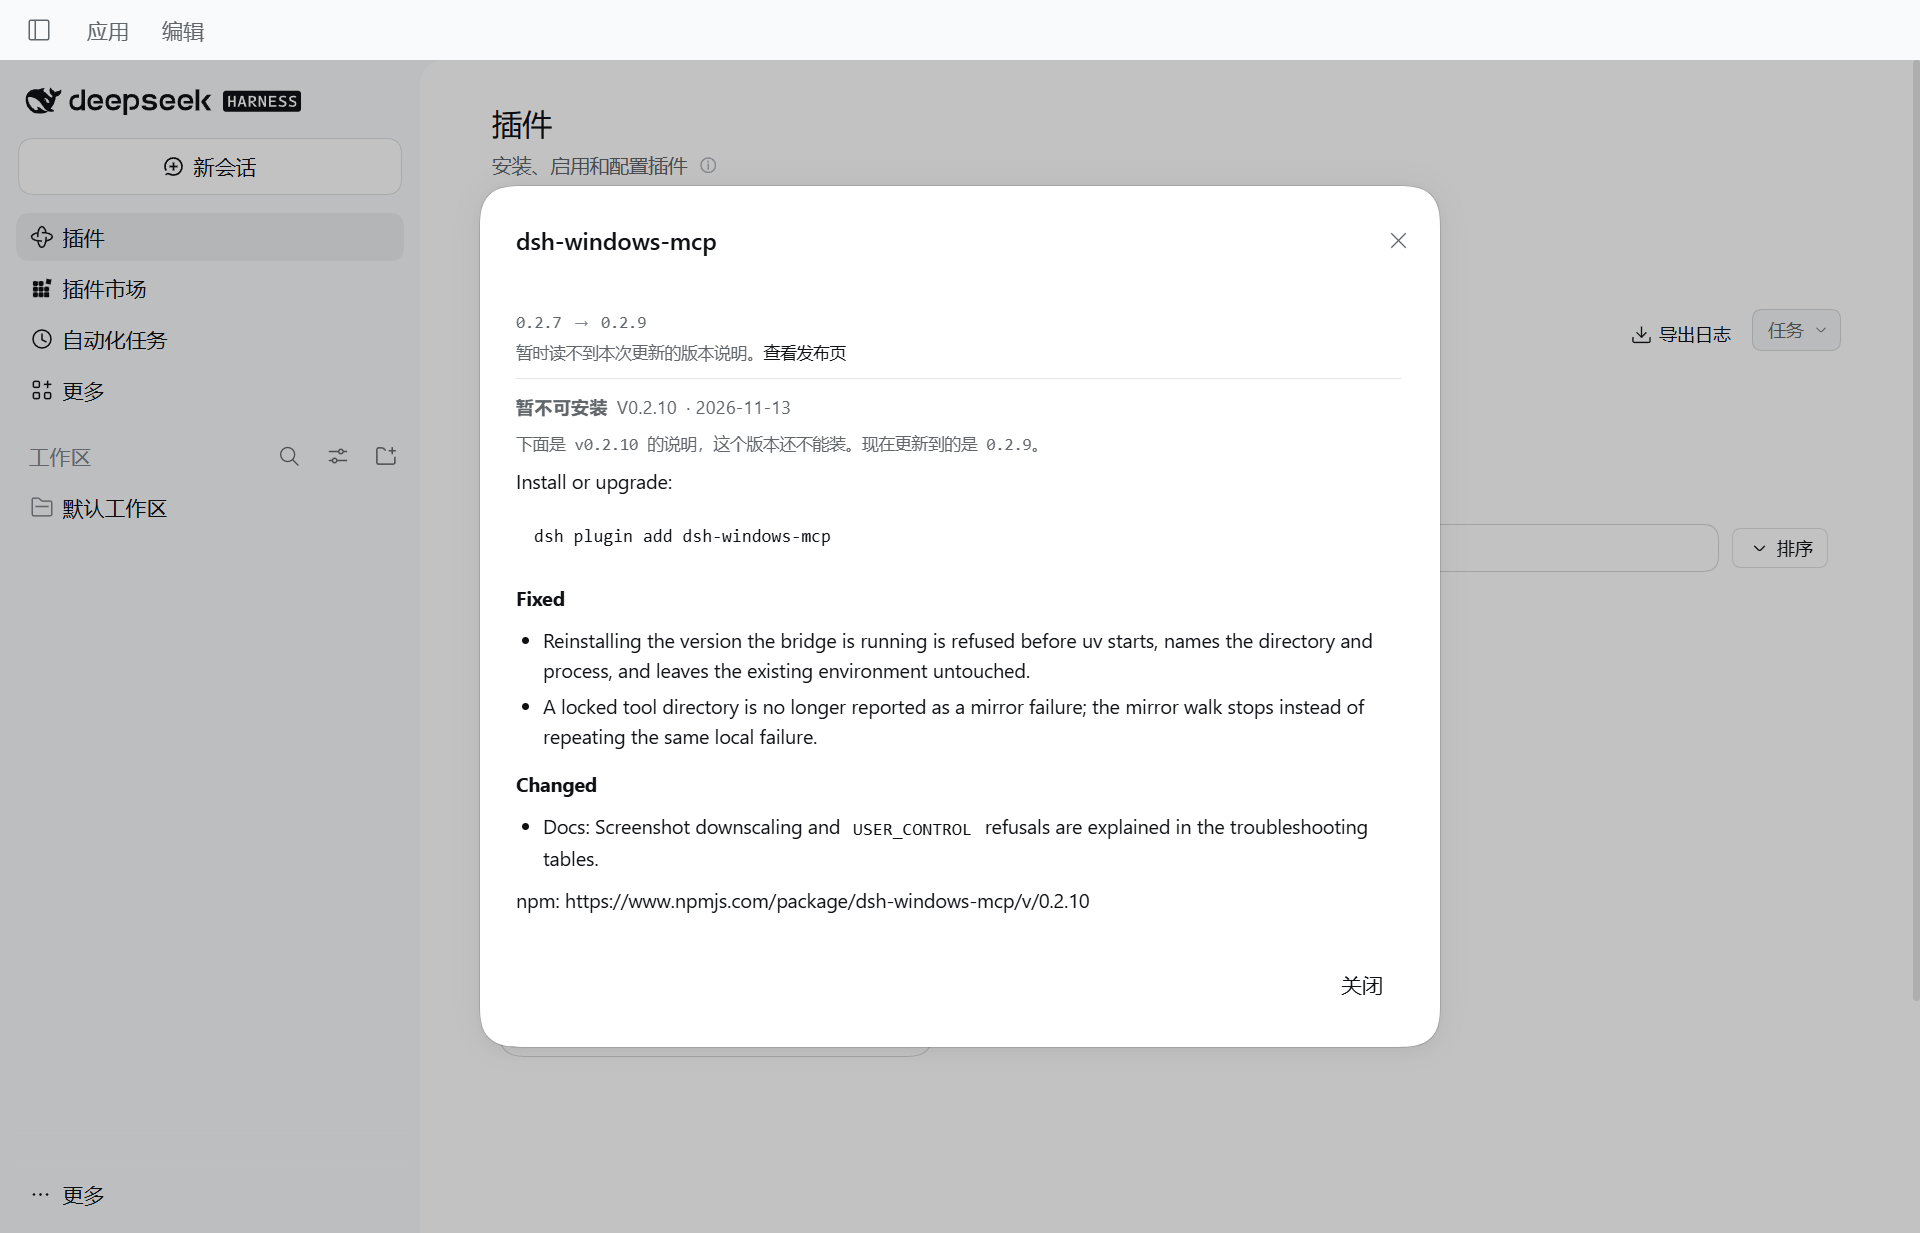 应用 编辑
deepseek HARNESS
新会话
插件
插件市场
自动化任务
更多
工作区
默认工作区
更多
插件
安装、启用和配置插件
导出日志
任务
排序
dsh-windows-mcp
0.2.7 → 0.2.9
暂时读不到本次更新的版本说明。查看发布页
暂不可安装 V0.2.10 · 2026-11-13
下面是 v0.2.10 的说明，这个版本还不能装。现在更新到的是 0.2.9。
Install or upgrade:
dsh plugin add dsh-windows-mcp
Fixed
• Reinstalling the version the bridge is running is refused before uv starts, names the directory and
process, and leaves the existing environment untouched.
• A locked tool directory is no longer reported as a mirror failure; the mirror walk stops instead of
repeating the same local failure.
Changed
• Docs: Screenshot downscaling and USER_CONTROL refusals are explained in the troubleshooting
tables.
npm: https://www.npmjs.com/package/dsh-windows-mcp/v/0.2.10
关闭